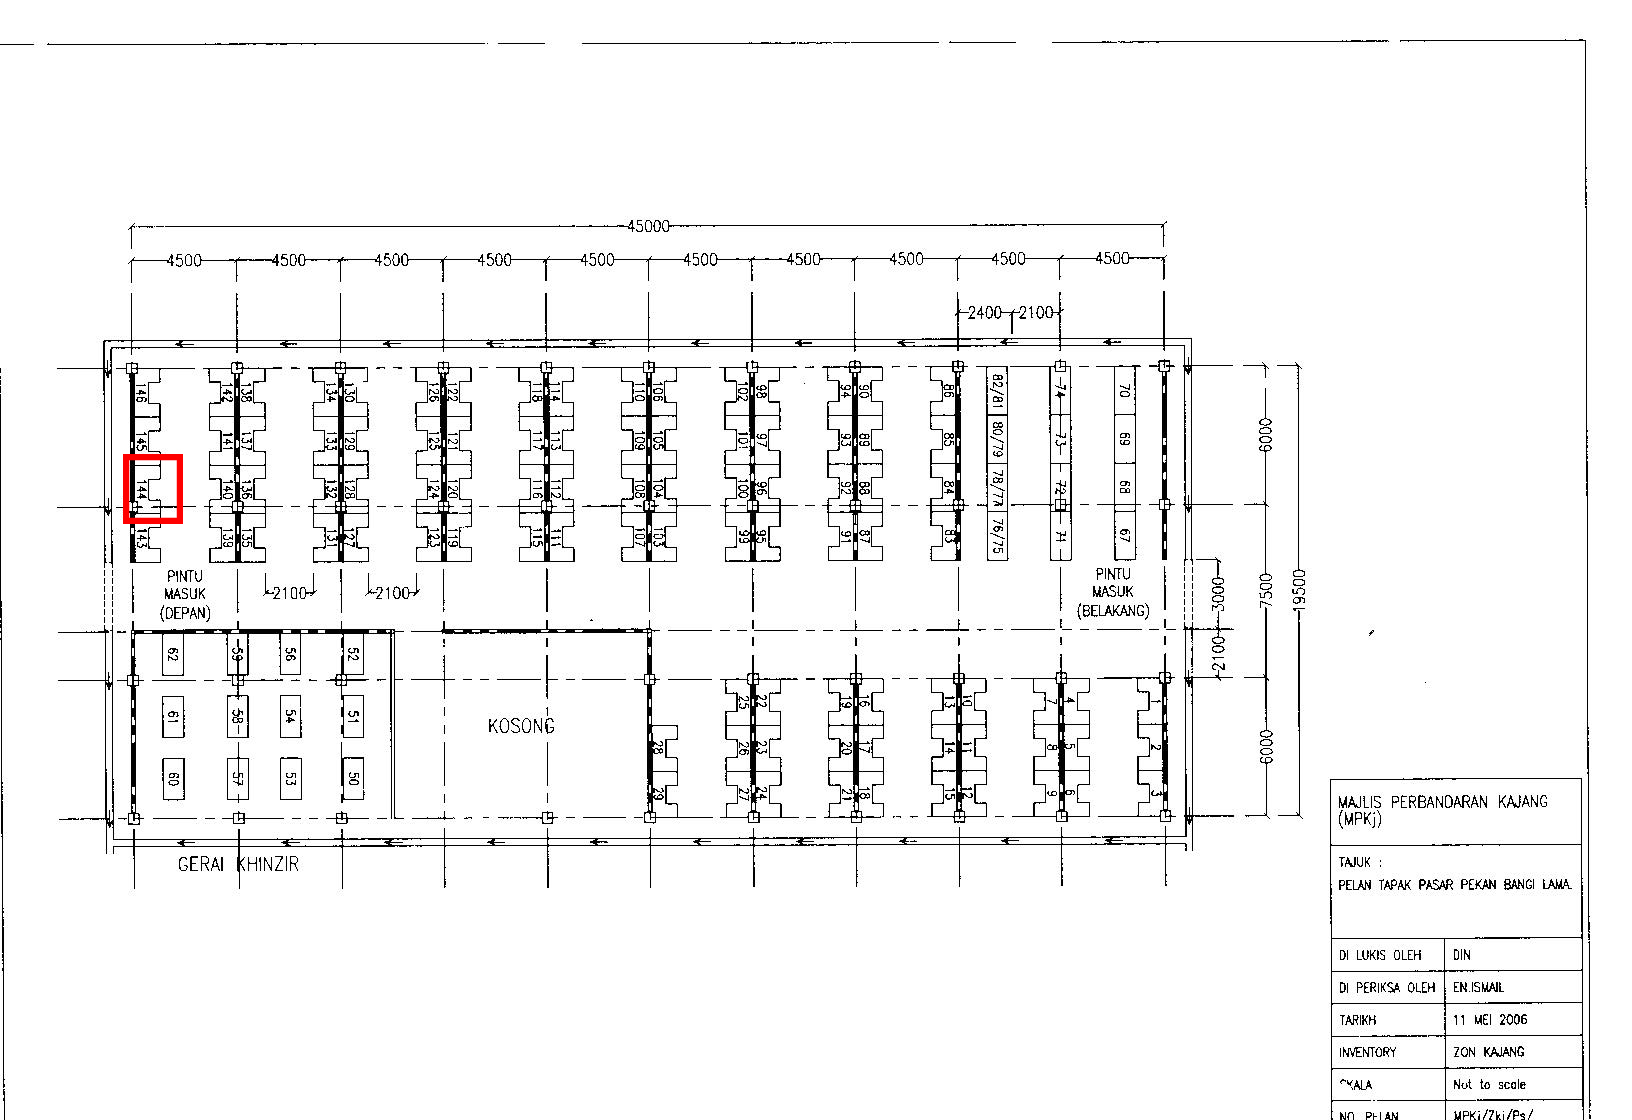 45000
4500 4500 4500 4500 4500 4500 4500 4500 4500 4500
2400 2100
146 142 138 134 130 126 122 118 114 110 106 102 98 94 90 86 82/81 74 70
145 141 137 133 129 125 121 117 113 109 105 101 97 93 89 85 80/79 73 69
144 140 136 132 128 124 120 116 112 108 104 100 96 92 88 84 78/77 72 68
143 139 135 131 127 123 119 115 111 107 103 99 95 91 87 83 76/75 71 67
6000
7500
19500
3000
2100
6000
PINTU
MASUK
(DEPAN)
2100 2100
PINTU
MASUK
(BELAKANG)
62 59 56 52
61 58 54 51
60 57 53 50
KOSONG
25 22 19 16 13 10 7 4 1
28 26 23 20 17 14 11 8 5 2
29 27 24 21 18 15 12 9 6 3
GERAI KHINZIR
MAJLIS PERBANDARAN KAJANG
(MPKj)
TAJUK :
PELAN TAPAK PASAR PEKAN BANGI LAMA.
DI LUKIS OLEH DIN
DI PERIKSA OLEH EN.ISMAIL
TARIKH 11 MEI 2006
INVENTORY ZON KAJANG
SKALA Not to scale
NO. PELAN MPKj/Zkj/Ps/